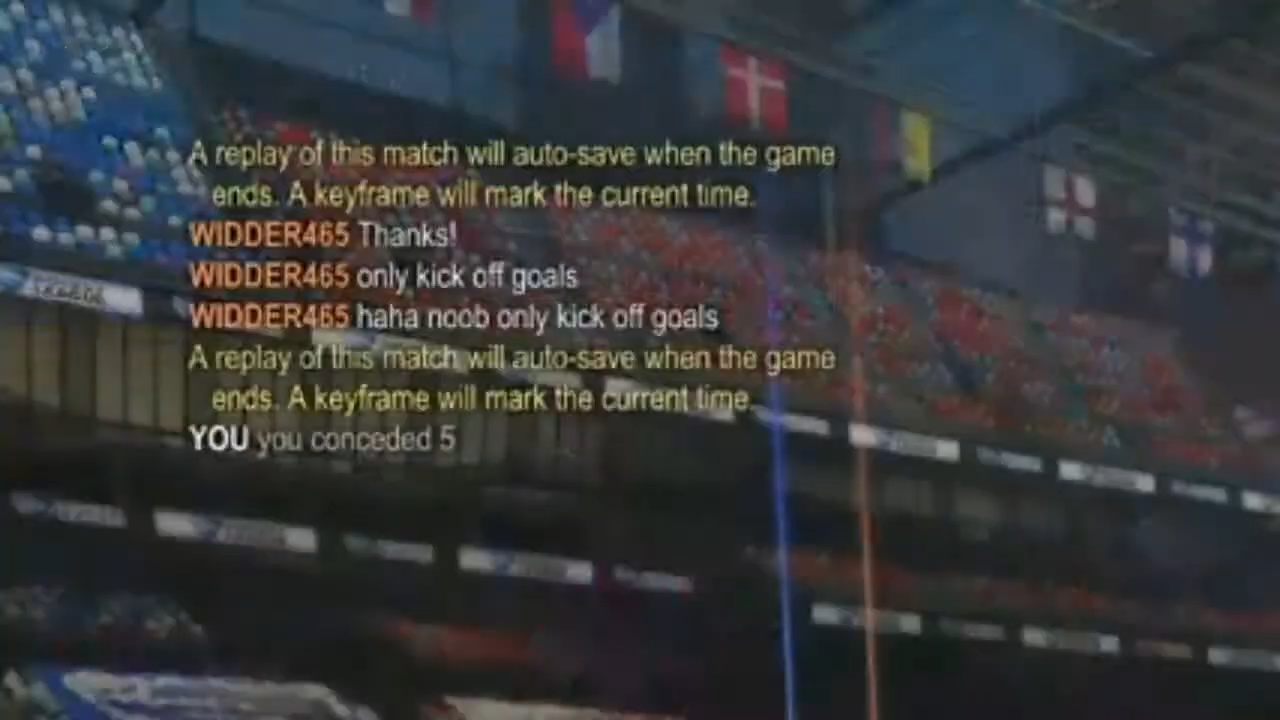 A replay of this match will auto-save when the game
ends. A keyframe will mark the current time.
WIDDER465 Thanks!
WIDDER465 only kick off goals
WIDDER465 haha noob only kick off goals
A replay of this match will auto-save when the game
ends. A keyframe will mark the current time.
YOU you conceded 5